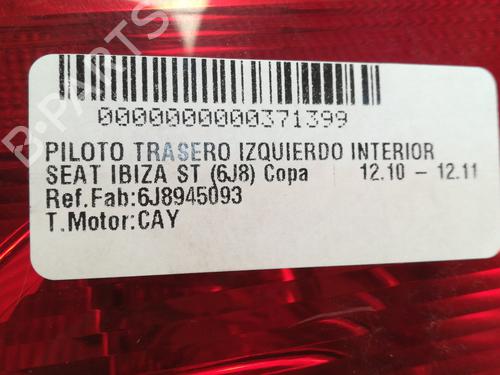 0000000000371399
PILOTO TRASERO IZQUIERDO INTERIOR
SEAT IBIZA ST (6J8) Copa 12.10 – 12.11
Ref.Fab:6J8945093
T.Motor:CAY
B-PARTS